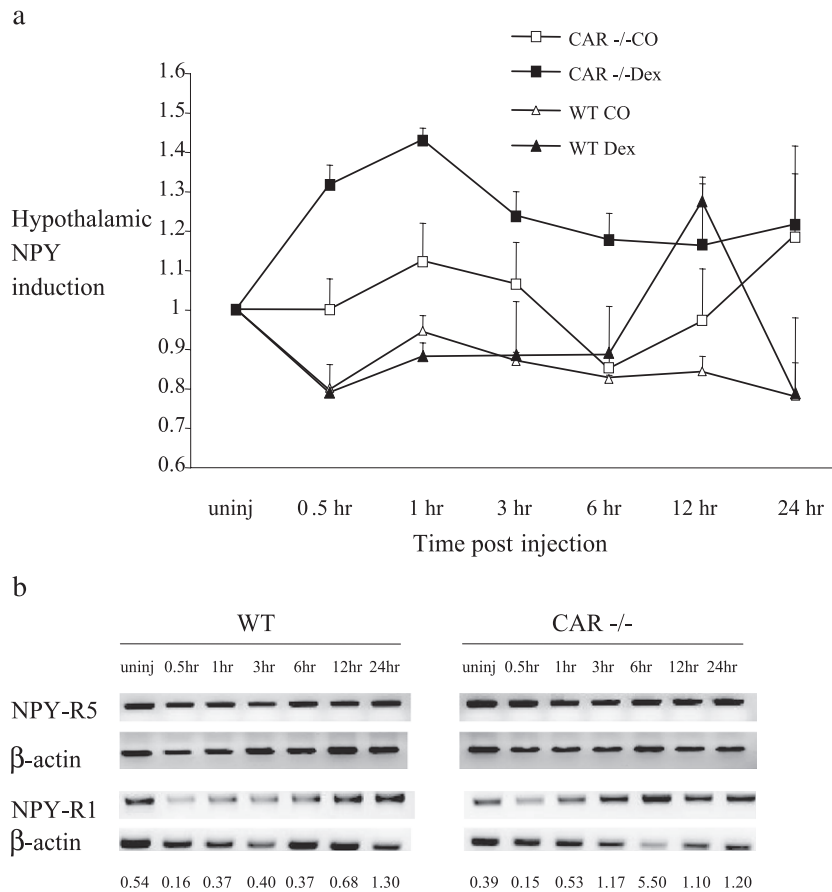 a
CAR -/-CO
CAR -/-Dex
WT CO
WT Dex
1.6
1.5
1.4
1.3
1.2
1.1
1
0.9
0.8
0.7
0.6
Hypothalamic
NPY
induction
uninj 0.5 hr 1 hr 3 hr 6 hr 12 hr 24 hr
Time post injection
b
WT CAR -/-
uninj 0.5hr 1hr 3hr 6hr 12hr 24hr uninj 0.5hr 1hr 3hr 6hr 12hr 24hr
NPY-R5
β-actin
NPY-R1
β-actin
0.54 0.16 0.37 0.40 0.37 0.68 1.30 0.39 0.15 0.53 1.17 5.50 1.10 1.20